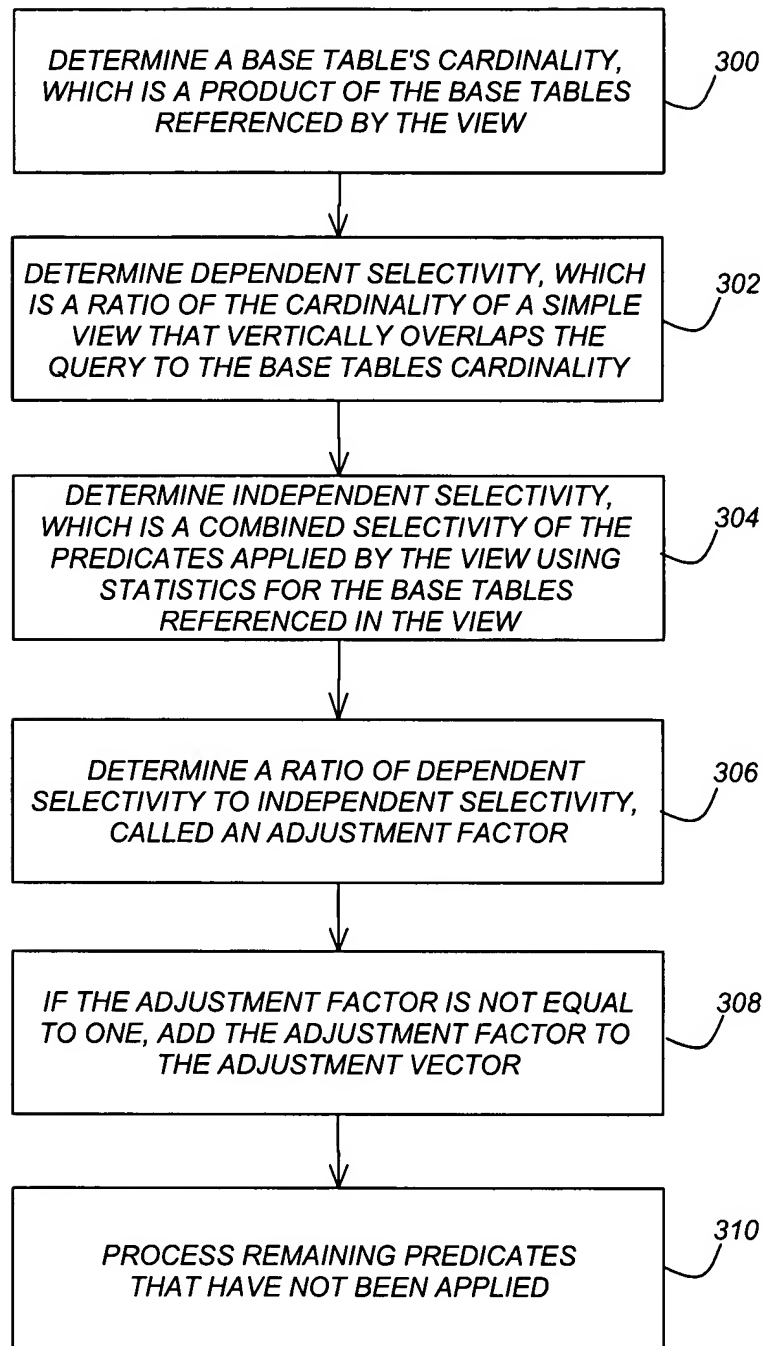 DETERMINE A BASE TABLE'S CARDINALITY,
WHICH IS A PRODUCT OF THE BASE TABLES
REFERENCED BY THE VIEW
300
DETERMINE DEPENDENT SELECTIVITY, WHICH
IS A RATIO OF THE CARDINALITY OF A SIMPLE
VIEW THAT VERTICALLY OVERLAPS THE
QUERY TO THE BASE TABLES CARDINALITY
302
DETERMINE INDEPENDENT SELECTIVITY,
WHICH IS A COMBINED SELECTIVITY OF THE
PREDICATES APPLIED BY THE VIEW USING
STATISTICS FOR THE BASE TABLES
REFERENCED IN THE VIEW
304
DETERMINE A RATIO OF DEPENDENT
SELECTIVITY TO INDEPENDENT SELECTIVITY,
CALLED AN ADJUSTMENT FACTOR
306
IF THE ADJUSTMENT FACTOR IS NOT EQUAL
TO ONE, ADD THE ADJUSTMENT FACTOR TO
THE ADJUSTMENT VECTOR
308
PROCESS REMAINING PREDICATES
THAT HAVE NOT BEEN APPLIED
310